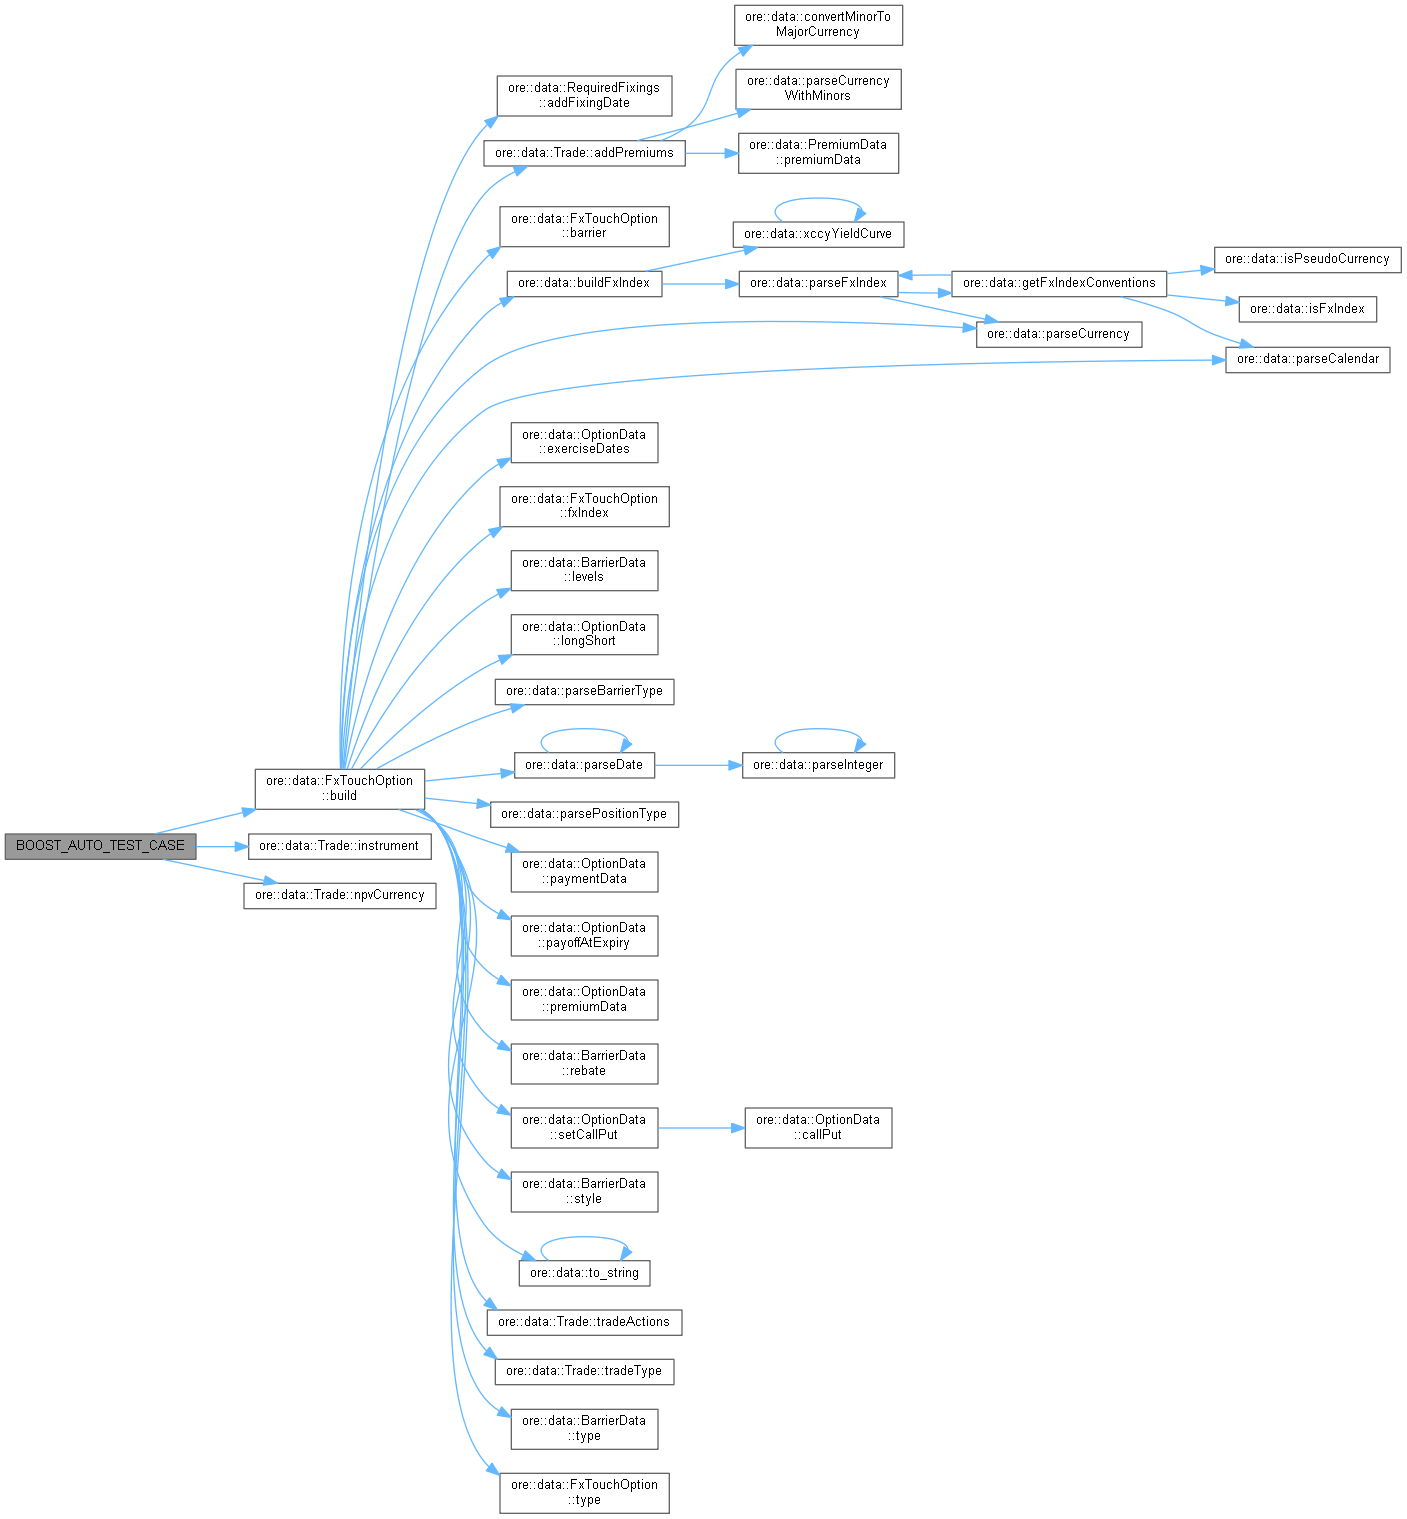 ore::data::convertMinorTo
MajorCurrency
ore::data::RequiredFixings
::addFixingDate
ore::data::parseCurrency
WithMinors
ore::data::Trade::addPremiums
ore::data::PremiumData
::premiumData
ore::data::FxTouchOption
::barrier
ore::data::xccyYieldCurve
ore::data::isPseudoCurrency
ore::data::buildFxIndex
ore::data::parseFxIndex
ore::data::getFxIndexConventions
ore::data::isFxIndex
ore::data::parseCurrency
ore::data::parseCalendar
ore::data::OptionData
::exerciseDates
ore::data::FxTouchOption
::fxIndex
ore::data::BarrierData
::levels
ore::data::OptionData
::longShort
ore::data::parseBarrierType
ore::data::parseDate
ore::data::parseInteger
ore::data::FxTouchOption
::build
ore::data::parsePositionType
BOOST_AUTO_TEST_CASE
ore::data::Trade::instrument
ore::data::OptionData
::paymentData
ore::data::Trade::npvCurrency
ore::data::OptionData
::payoffAtExpiry
ore::data::OptionData
::premiumData
ore::data::BarrierData
::rebate
ore::data::OptionData
::setCallPut
ore::data::OptionData
::callPut
ore::data::BarrierData
::style
ore::data::to_string
ore::data::Trade::tradeActions
ore::data::Trade::tradeType
ore::data::BarrierData
::type
ore::data::FxTouchOption
::type